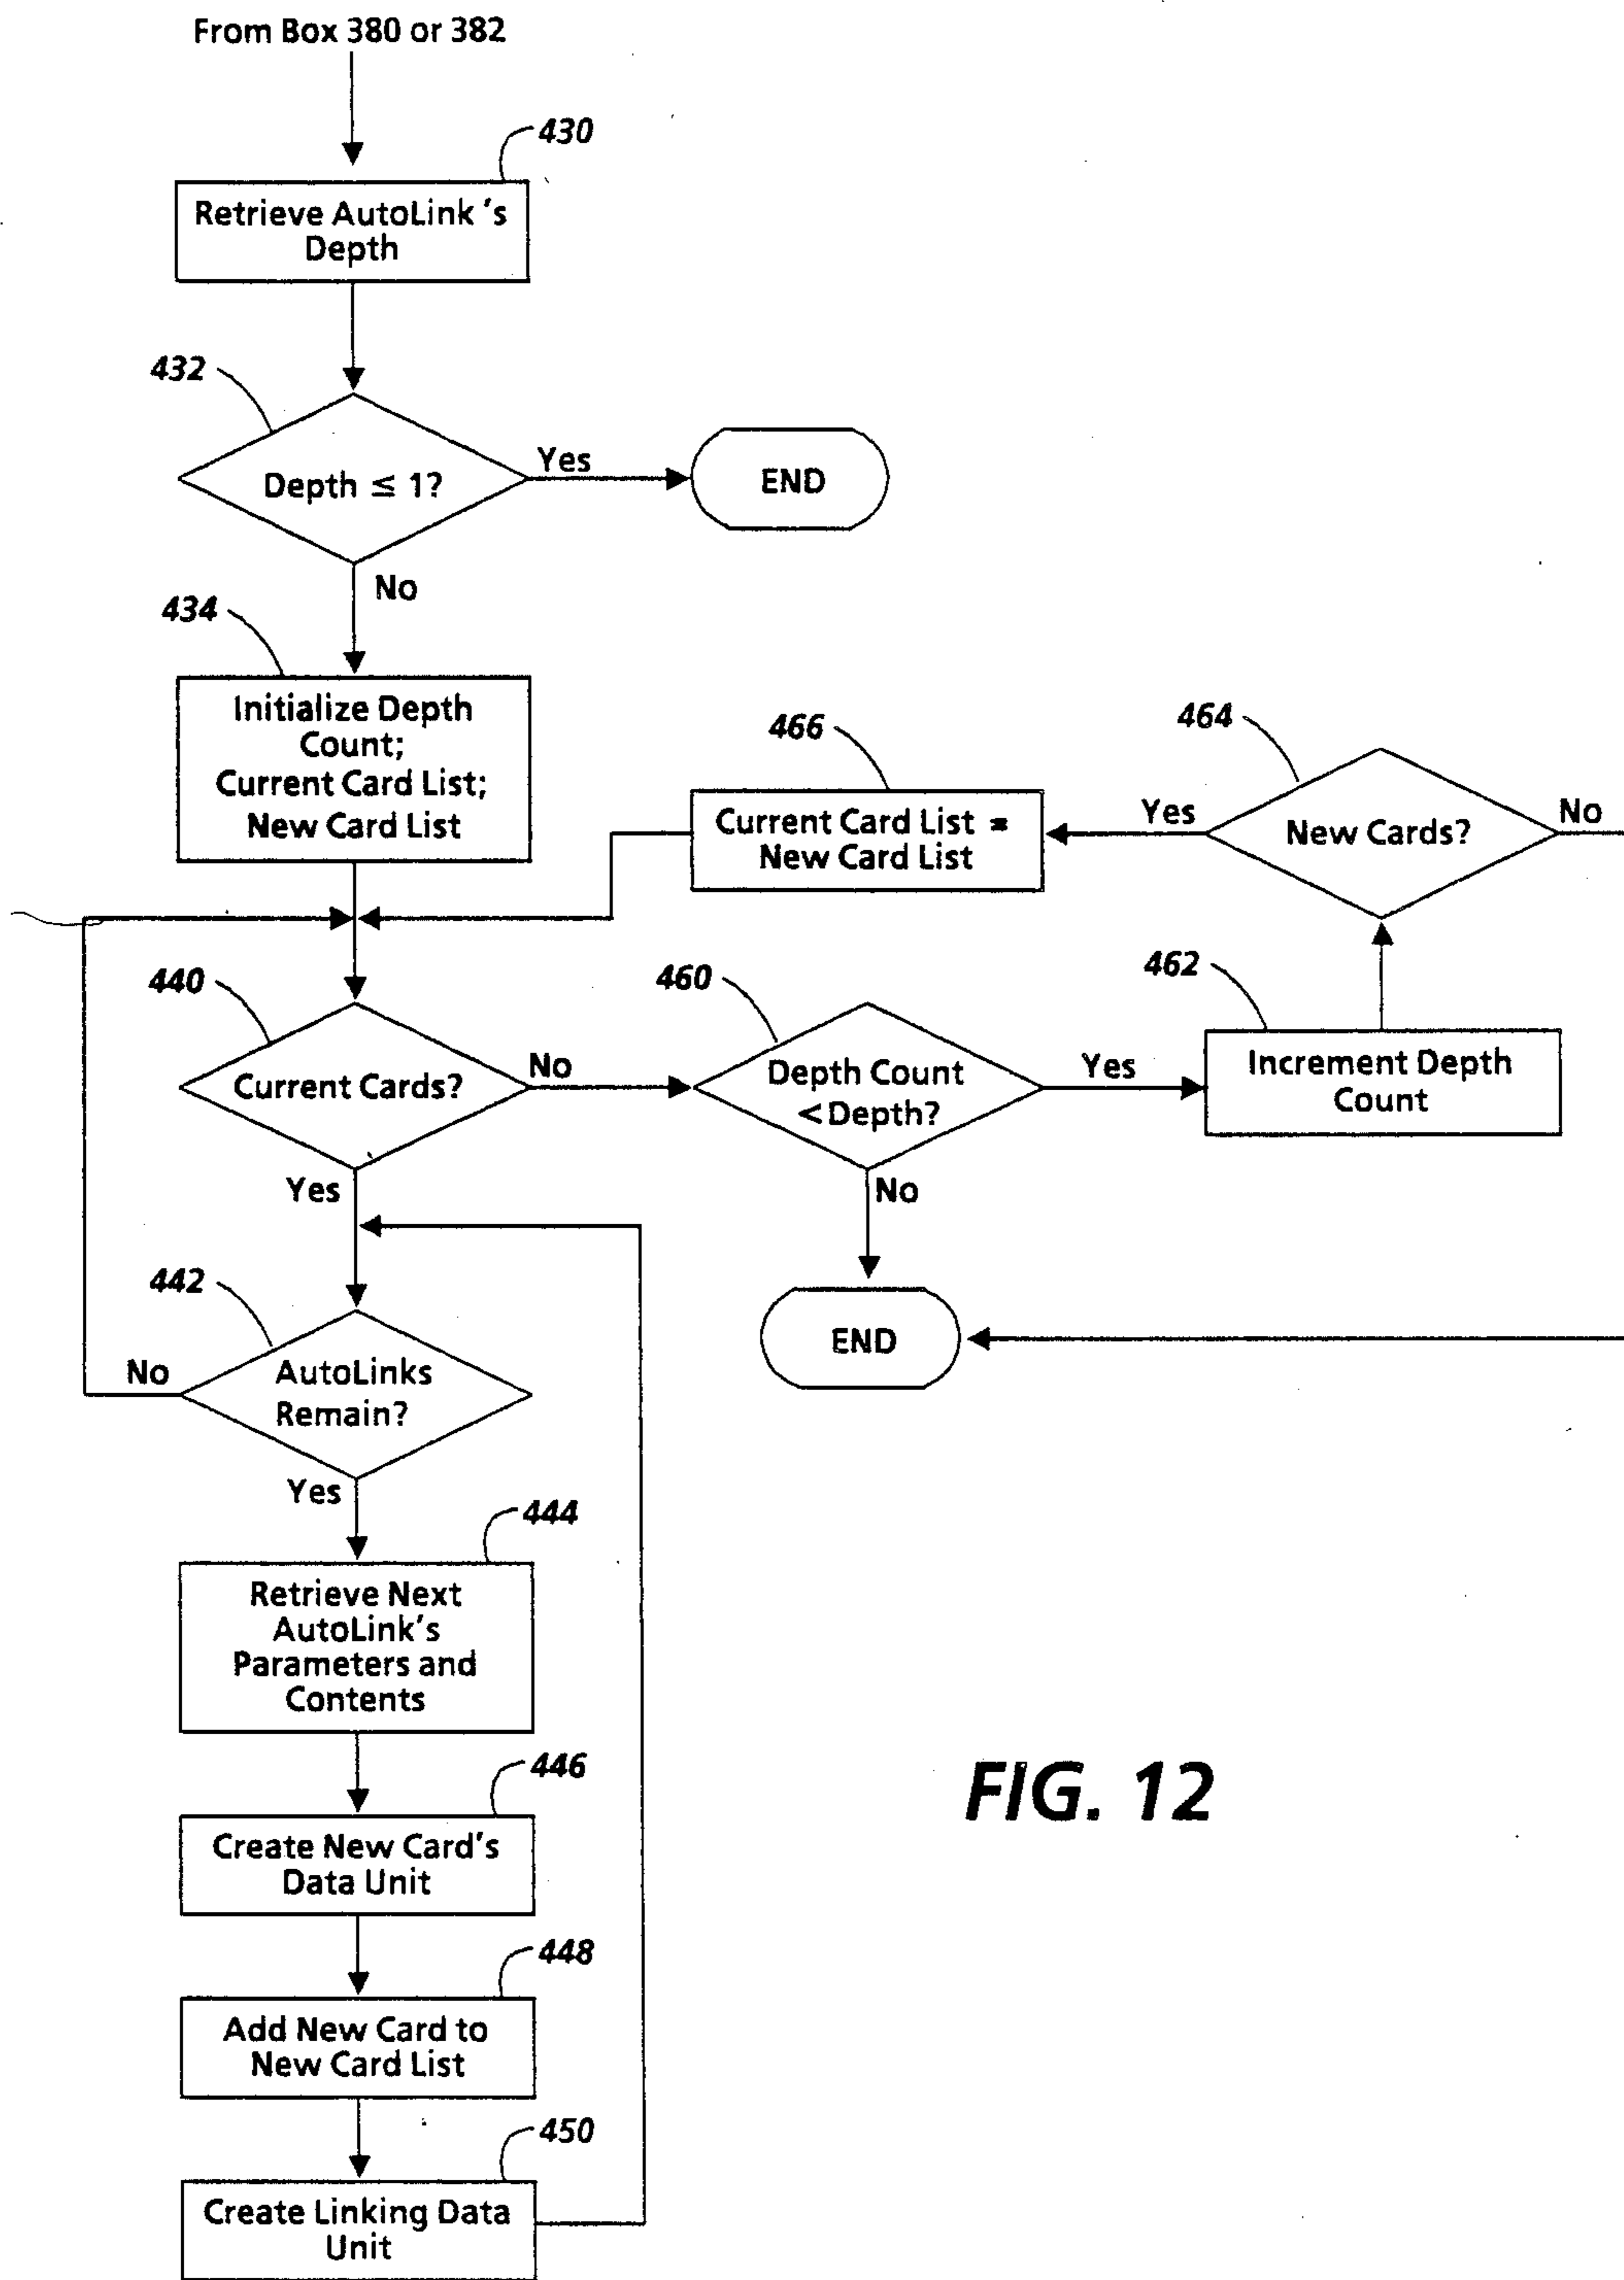 From Box 380 or 382
430
Retrieve AutoLink 's
Depth
432
Depth ≤ 1?
Yes
END
No
434
Initialize Depth
Count;
Current Card List;
New Card List
466
Current Card List =
New Card List
464
New Cards?
Yes
No
440
Current Cards?
No
Yes
460
Depth Count
< Depth?
Yes
No
462
Increment Depth
Count
END
442
AutoLinks
Remain?
No
Yes
444
Retrieve Next
AutoLink's
Parameters and
Contents
446
Create New Card's
Data Unit
448
Add New Card to
New Card List
450
Create Linking Data
Unit
FIG. 12